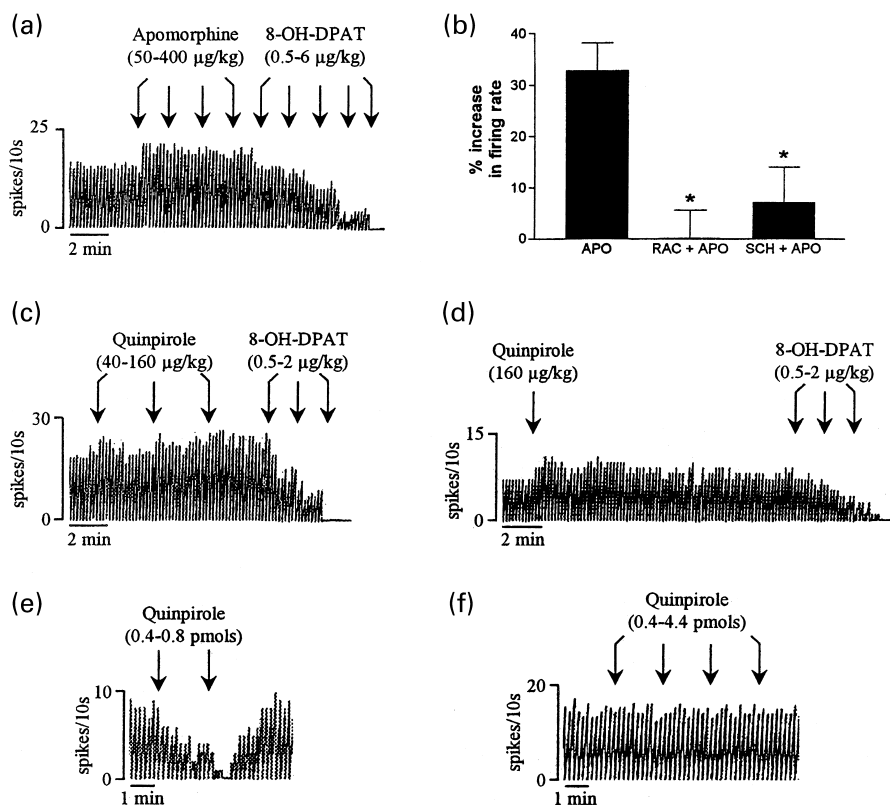 (a)
Apomorphine
(50-400 µg/kg)
8-OH-DPAT
(0.5-6 µg/kg)
25
spikes/10s
0
2 min
(b)
40
30
20
10
0
% increase
in firing rate
*
*
APO
RAC + APO
SCH + APO
(c)
Quinpirole
(40-160 µg/kg)
8-OH-DPAT
(0.5-2 µg/kg)
30
spikes/10s
0
2 min
(d)
Quinpirole
(160 µg/kg)
8-OH-DPAT
(0.5-2 µg/kg)
15
spikes/10s
0
2 min
(e)
Quinpirole
(0.4-0.8 pmols)
10
spikes/10s
0
1 min
(f)
Quinpirole
(0.4-4.4 pmols)
20
spikes/10s
0
1 min